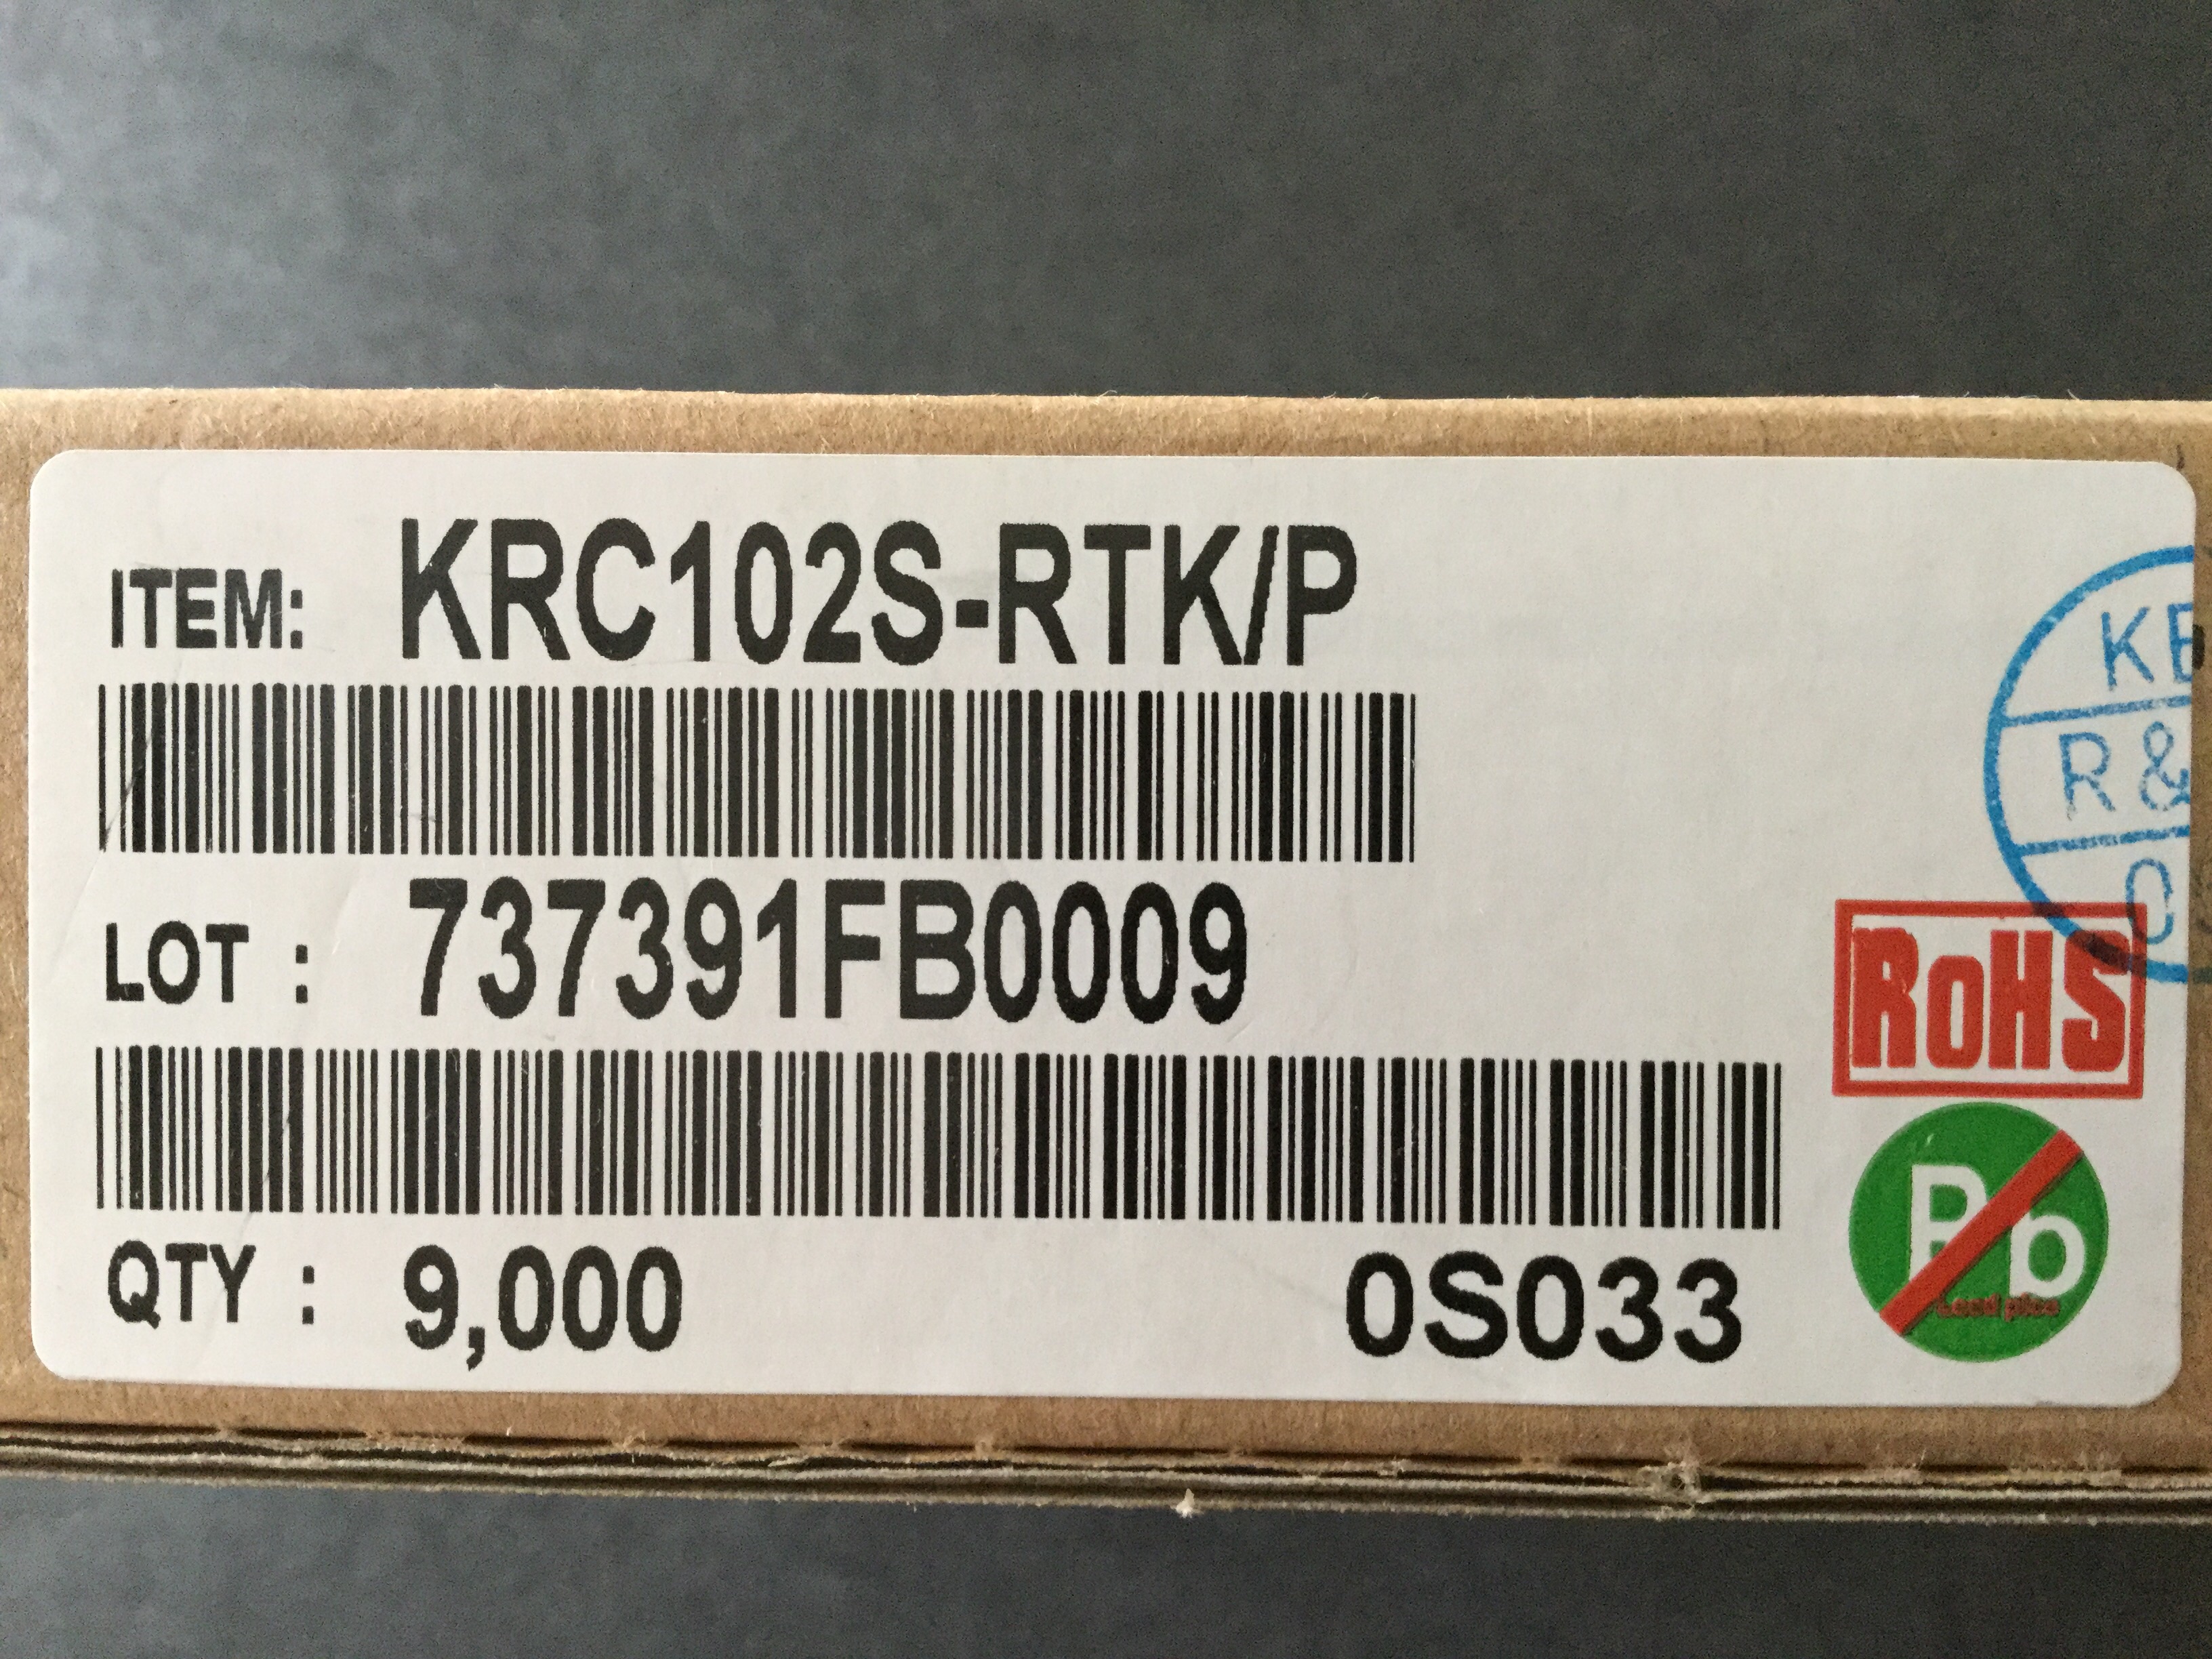 ITEM: KRC102S-RTK/P
LOT : 737391FB0009
QTY : 9,000 0S033
R &
RoHS
Pb